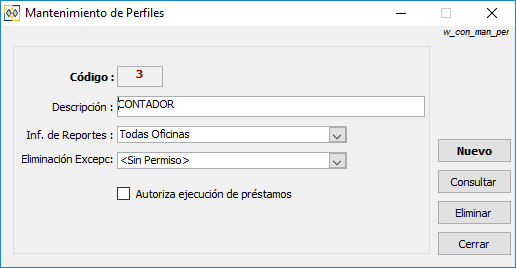 Mantenimiento de Perfiles
w_con_man_per
Código : 3
Descripción : CONTADOR
Inf. de Reportes : Todas Oficinas
Eliminación Excepc: <Sin Permiso>
Autoriza ejecución de préstamos
Nuevo
Consultar
Eliminar
Cerrar